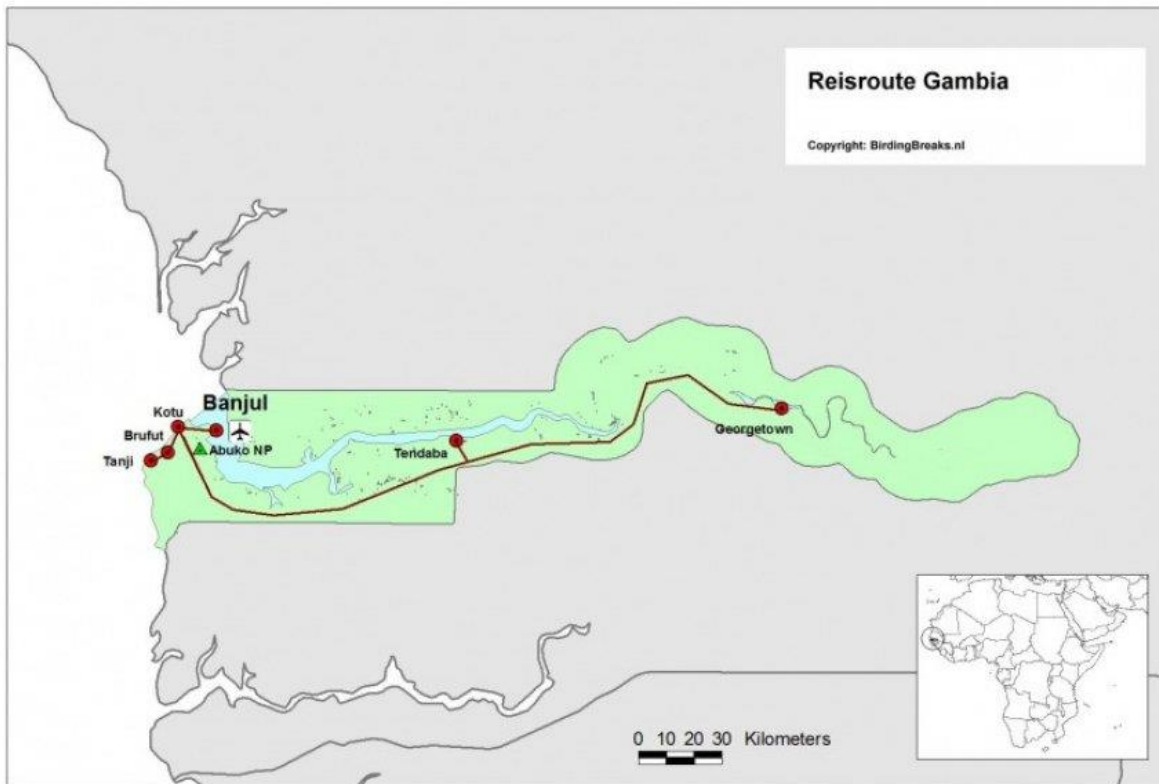 Reisroute Gambia
Copyright: BirdingBreaks.nl
Banjul
Kotu
Brufut
Abuko NP
Tanji
Tendaba
Georgetown
0 10 20 30 Kilometers